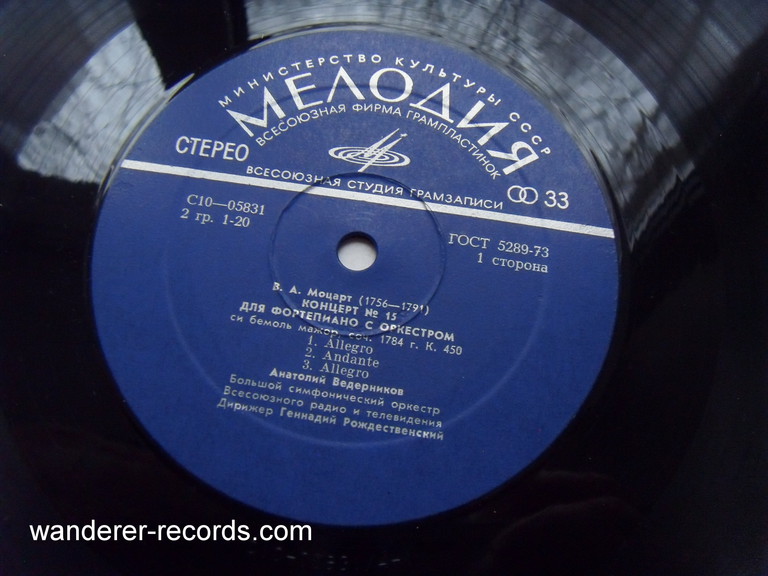 МИНИСТЕРСТВО КУЛЬТУРЫ СССР
МЕЛОДИЯ
ВСЕСОЮЗНАЯ ФИРМА ГРАМПЛАСТИНОК
СТЕРЕО
ВСЕСОЮЗНАЯ СТУДИЯ ГРАМЗАПИСИ
33
С10—05831
2 гр. 1-20
ГОСТ 5289-73
1 сторона
В. А. Моцарт (1756—1791)
КОНЦЕРТ № 15
ДЛЯ ФОРТЕПИАНО С ОРКЕСТРОМ
си бемоль мажор, соч. 1784 г. К. 450
1. Allegro
2. Andante
3. Allegro
Анатолий Ведерников
Большой симфонический оркестр
Всесоюзного радио и телевидения
Дирижер Геннадий Рождественский
wanderer-records.com